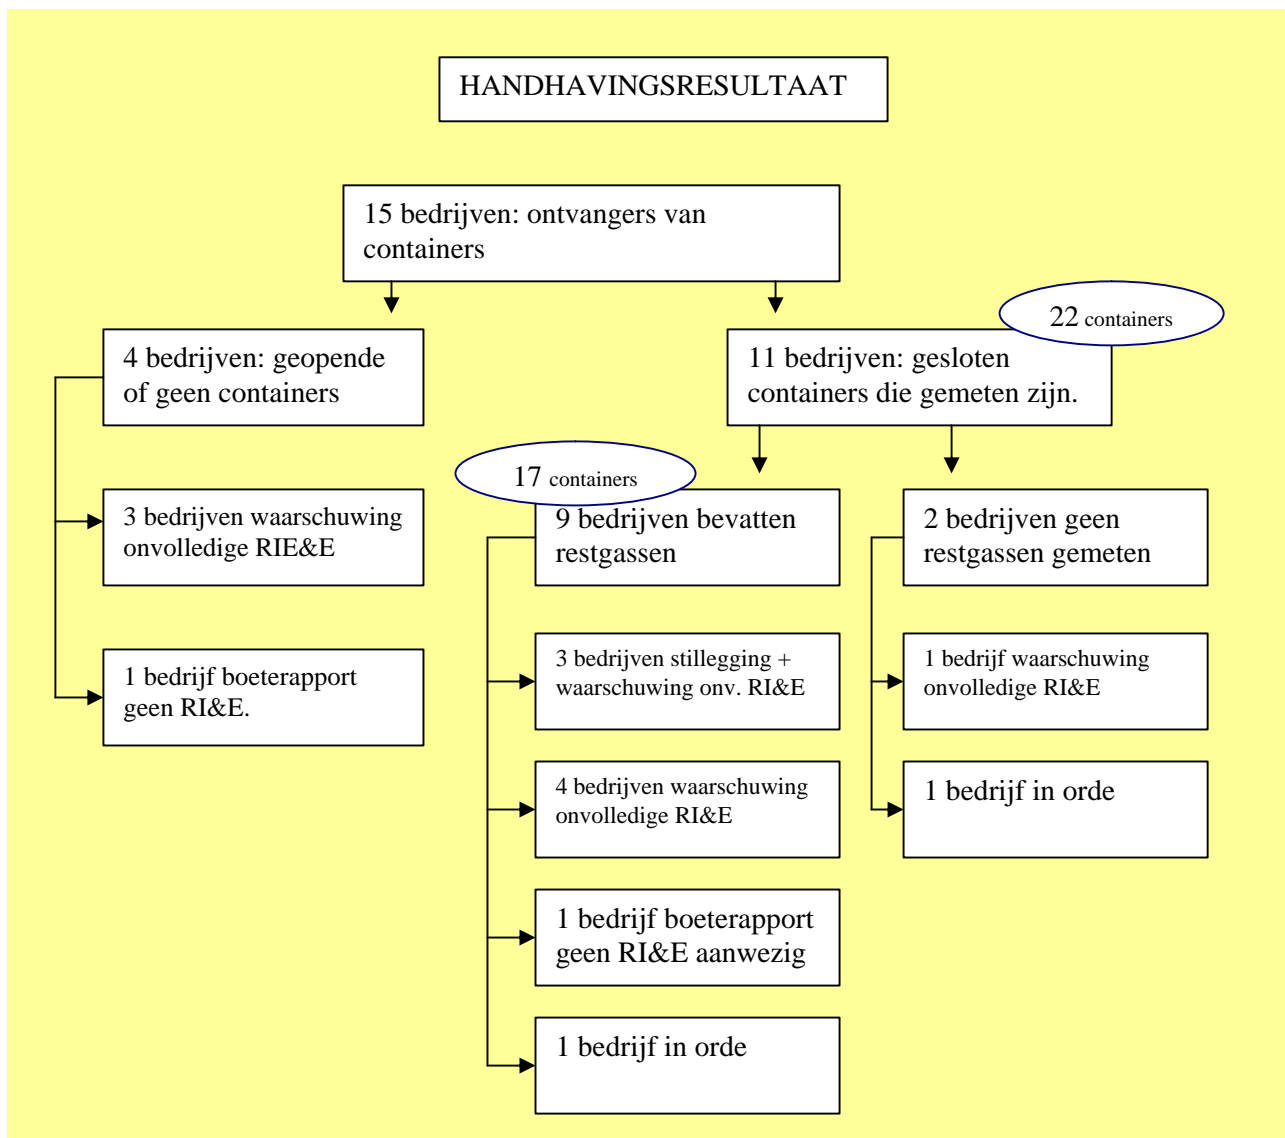 HANDHAVINGSRESULTAAT
15 bedrijven: ontvangers van
containers
22 containers
4 bedrijven: geopende
of geen containers
11 bedrijven: gesloten
containers die gemeten zijn.
17 containers
3 bedrijven waarschuwing
onvolledige RIE&E
9 bedrijven bevatten
restgassen
2 bedrijven geen
restgassen gemeten
1 bedrijf boeterapport
geen RI&E.
3 bedrijven stillegging +
waarschuwing onv. RI&E
1 bedrijf waarschuwing
onvolledige RI&E
4 bedrijven waarschuwing
onvolledige RI&E
1 bedrijf in orde
1 bedrijf boeterapport
geen RI&E aanwezig
1 bedrijf in orde